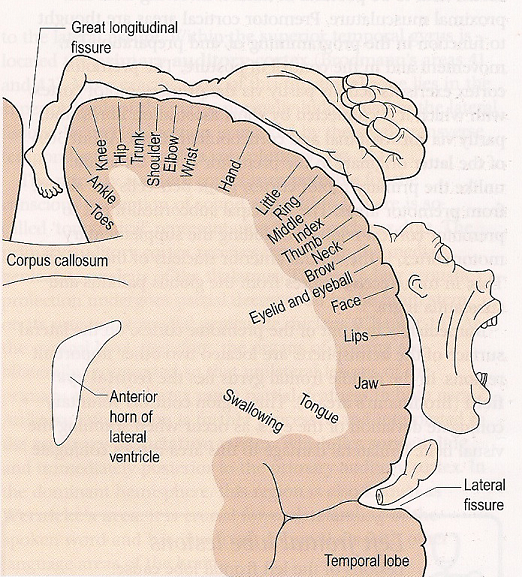 Great longitudinal
fissure
Toes
Ankle
Knee
Hip
Trunk
Shoulder
Elbow
Wrist
Hand
Little
Ring
Middle
Index
Thumb
Neck
Brow
Eyelid and eyeball
Face
Lips
Jaw
Tongue
Swallowing
Corpus callosum
Anterior
horn of
lateral
ventricle
Lateral
fissure
Temporal lobe